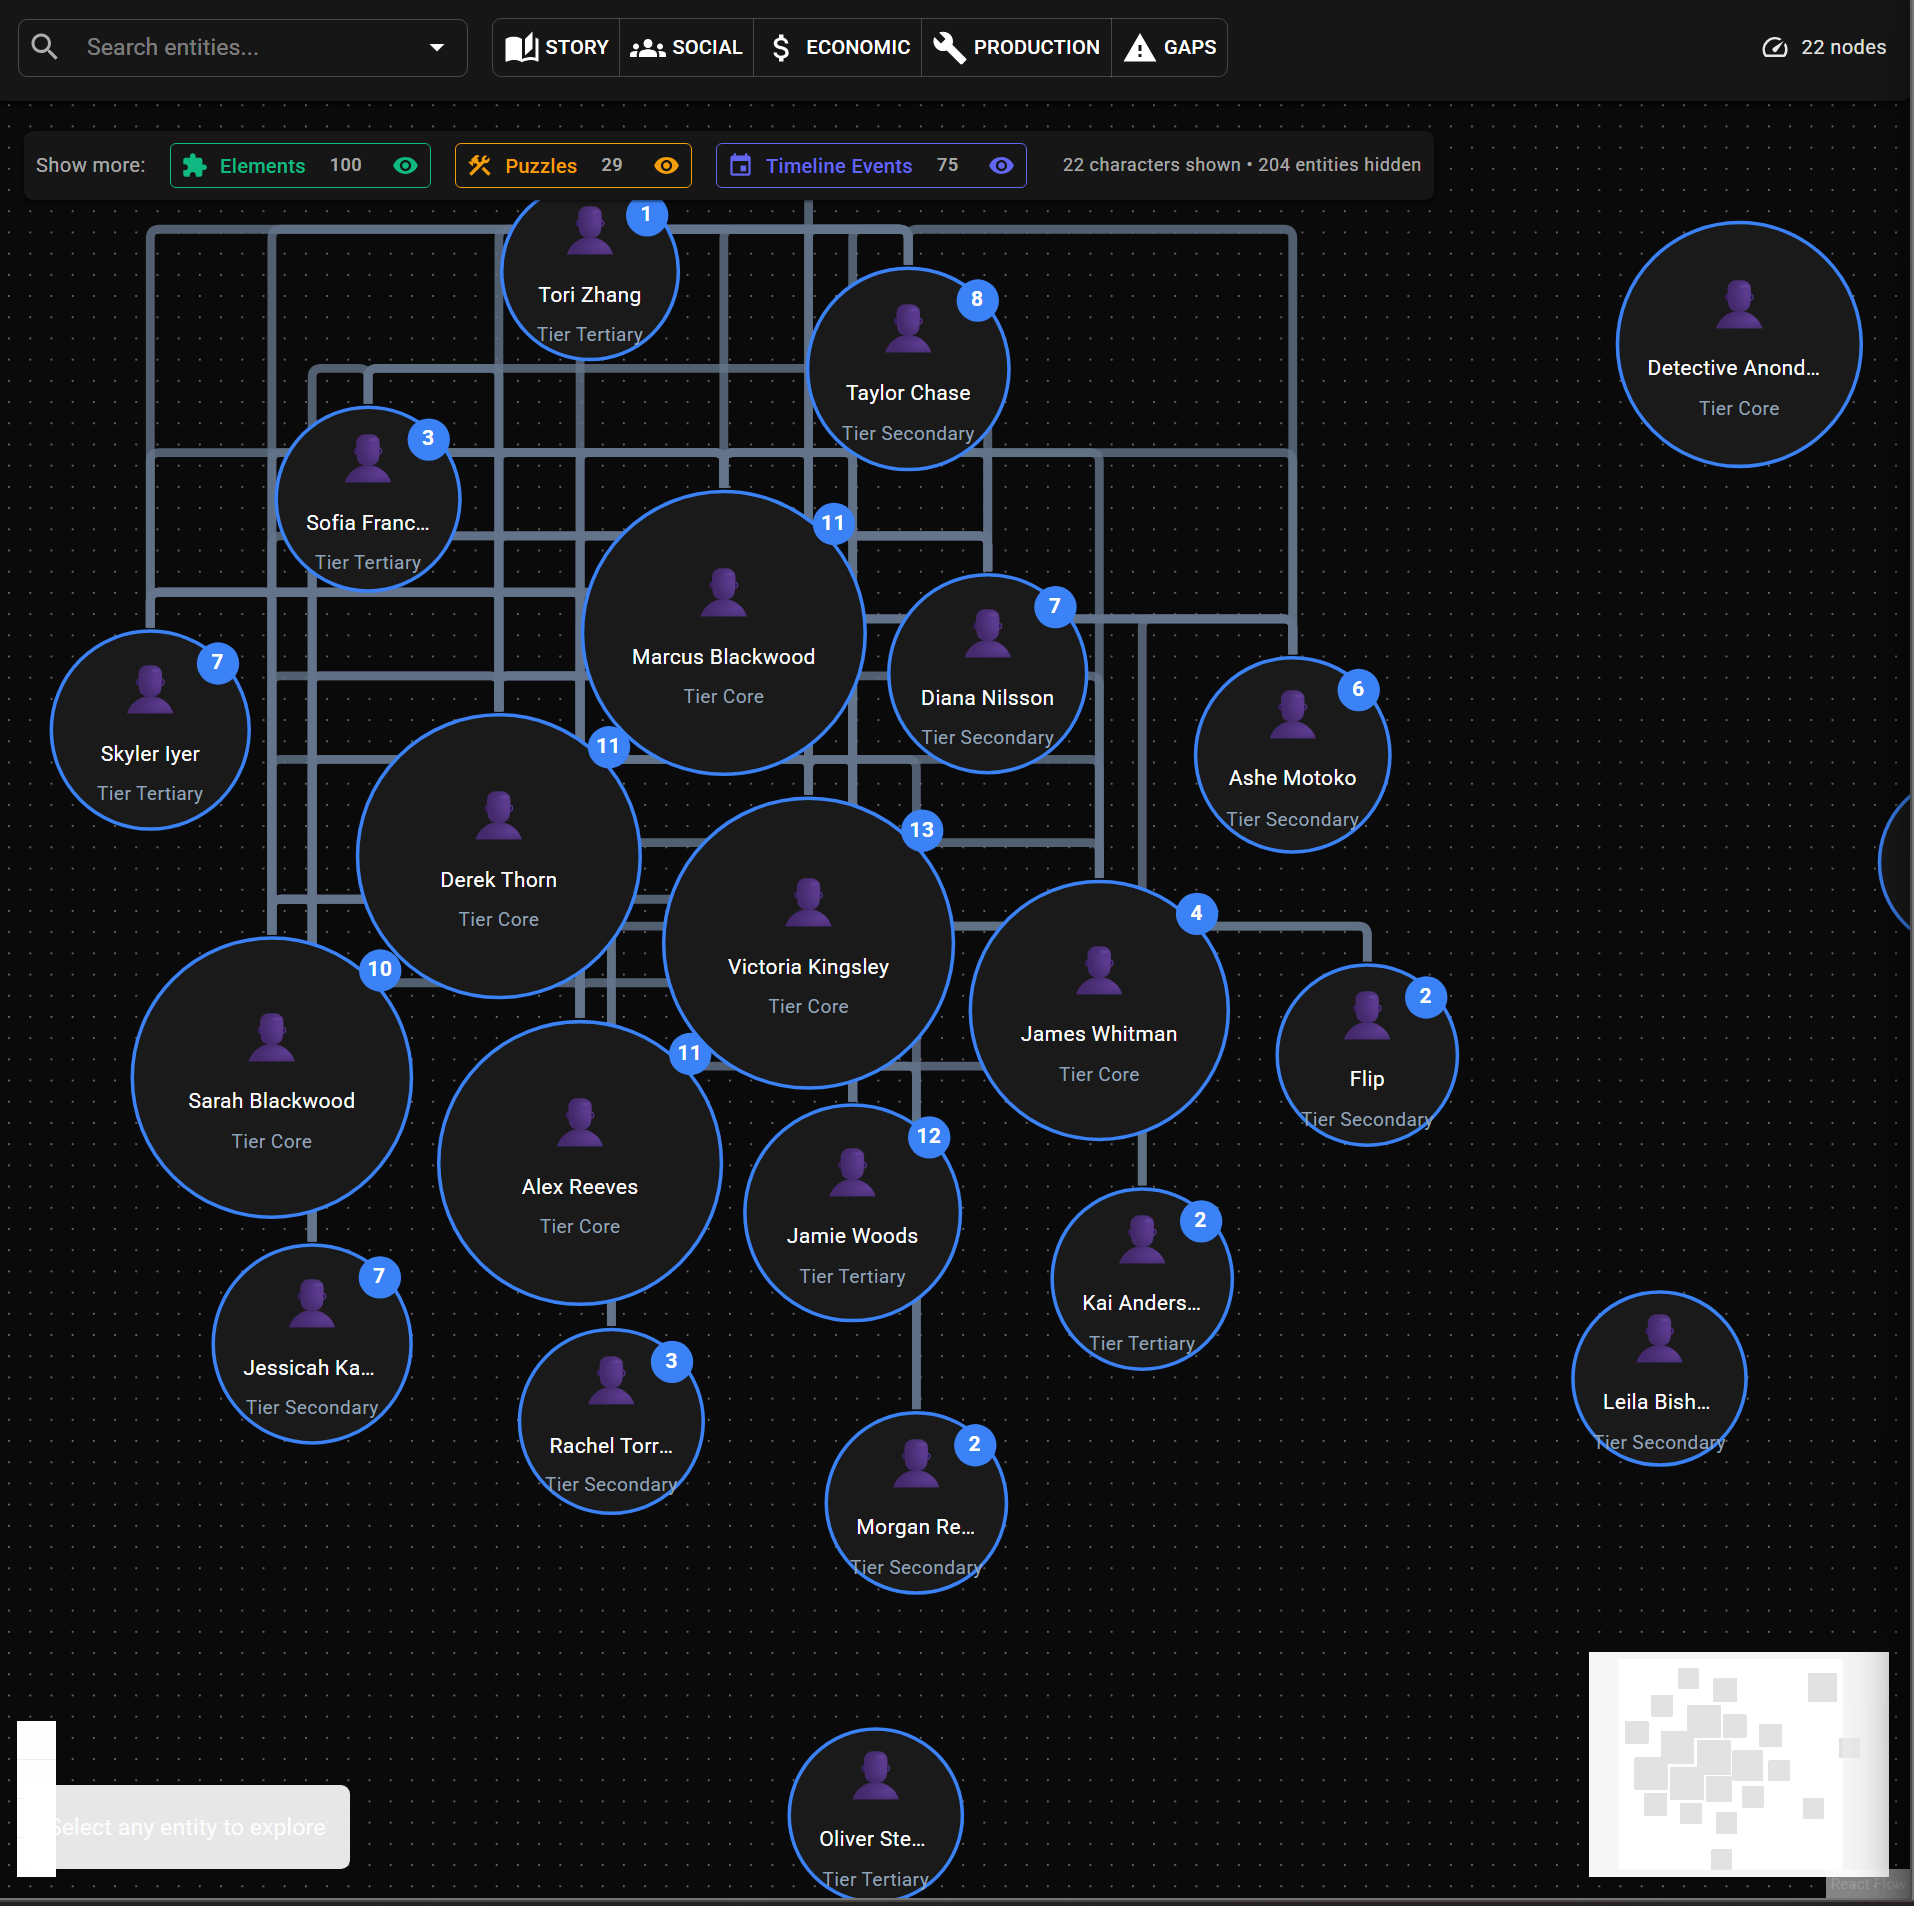 Search entities...
STORY
SOCIAL
ECONOMIC
PRODUCTION
GAPS
22 nodes
Show more:
Elements 100
Puzzles 29
Timeline Events 75
22 characters shown • 204 entities hidden
1
Tori Zhang
Tier Tertiary
8
Taylor Chase
Tier Secondary
Detective Anond...
Tier Core
3
Sofia Franc...
Tier Tertiary
11
Marcus Blackwood
Tier Core
7
Diana Nilsson
Tier Secondary
7
Skyler Iyer
Tier Tertiary
6
Ashe Motoko
Tier Secondary
11
Derek Thorn
Tier Core
13
Victoria Kingsley
Tier Core
4
James Whitman
Tier Core
10
Sarah Blackwood
Tier Core
2
Flip
Tier Secondary
11
Alex Reeves
Tier Core
12
Jamie Woods
Tier Tertiary
2
Kai Anders...
Tier Tertiary
7
Jessicah Ka...
Tier Secondary
3
Rachel Torr...
Tier Secondary
Leila Bish...
Tier Secondary
2
Morgan Re...
Tier Secondary
Oliver Ste...
Tier Tertiary
Select any entity to explore
React Flow